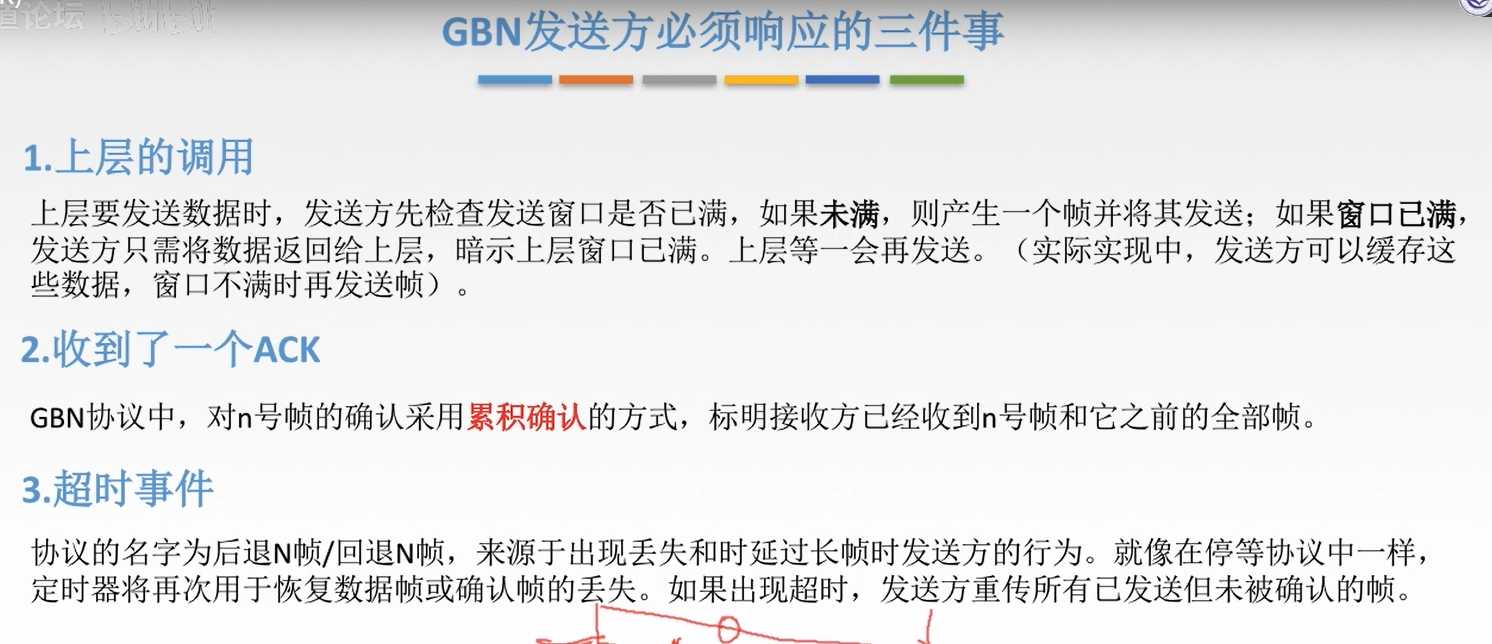 道论坛
GBN发送方必须响应的三件事
1.上层的调用
上层要发送数据时，发送方先检查发送窗口是否已满，如果未满，则产生一个帧并将其发送；如果窗口已满，
发送方只需将数据返回给上层，暗示上层窗口已满。上层等一会再发送。（实际实现中，发送方可以缓存这
些数据，窗口不满时再发送帧）。
2.收到了一个ACK
GBN协议中，对n号帧的确认采用累积确认的方式，标明接收方已经收到n号帧和它之前的全部帧。
3.超时事件
协议的名字为后退N帧/回退N帧，来源于出现丢失和时延过长帧时发送方的行为。就像在停等协议中一样，
定时器将再次用于恢复数据帧或确认帧的丢失。如果出现超时，发送方重传所有已发送但未被确认的帧。